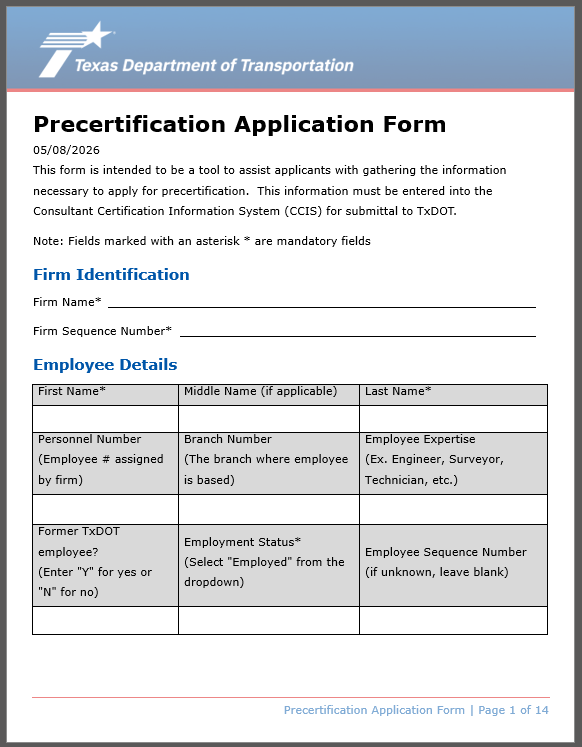 Texas Department of Transportation
Precertification Application Form
05/08/2026
This form is intended to be a tool to assist applicants with gathering the information
necessary to apply for precertification.  This information must be entered into the
Consultant Certification Information System (CCIS) for submittal to TxDOT.
Note: Fields marked with an asterisk * are mandatory fields
Firm Identification
Firm Name*
Firm Sequence Number*
Employee Details
First Name*
Middle Name (if applicable)
Last Name*
Personnel Number
(Employee # assigned
by firm)
Branch Number
(The branch where employee
is based)
Employee Expertise
(Ex. Engineer, Surveyor,
Technician, etc.)
Former TxDOT
employee?
(Enter "Y" for yes or
"N" for no)
Employment Status*
(Select "Employed" from the
dropdown)
Employee Sequence Number
(if unknown, leave blank)
Precertification Application Form | Page 1 of 14